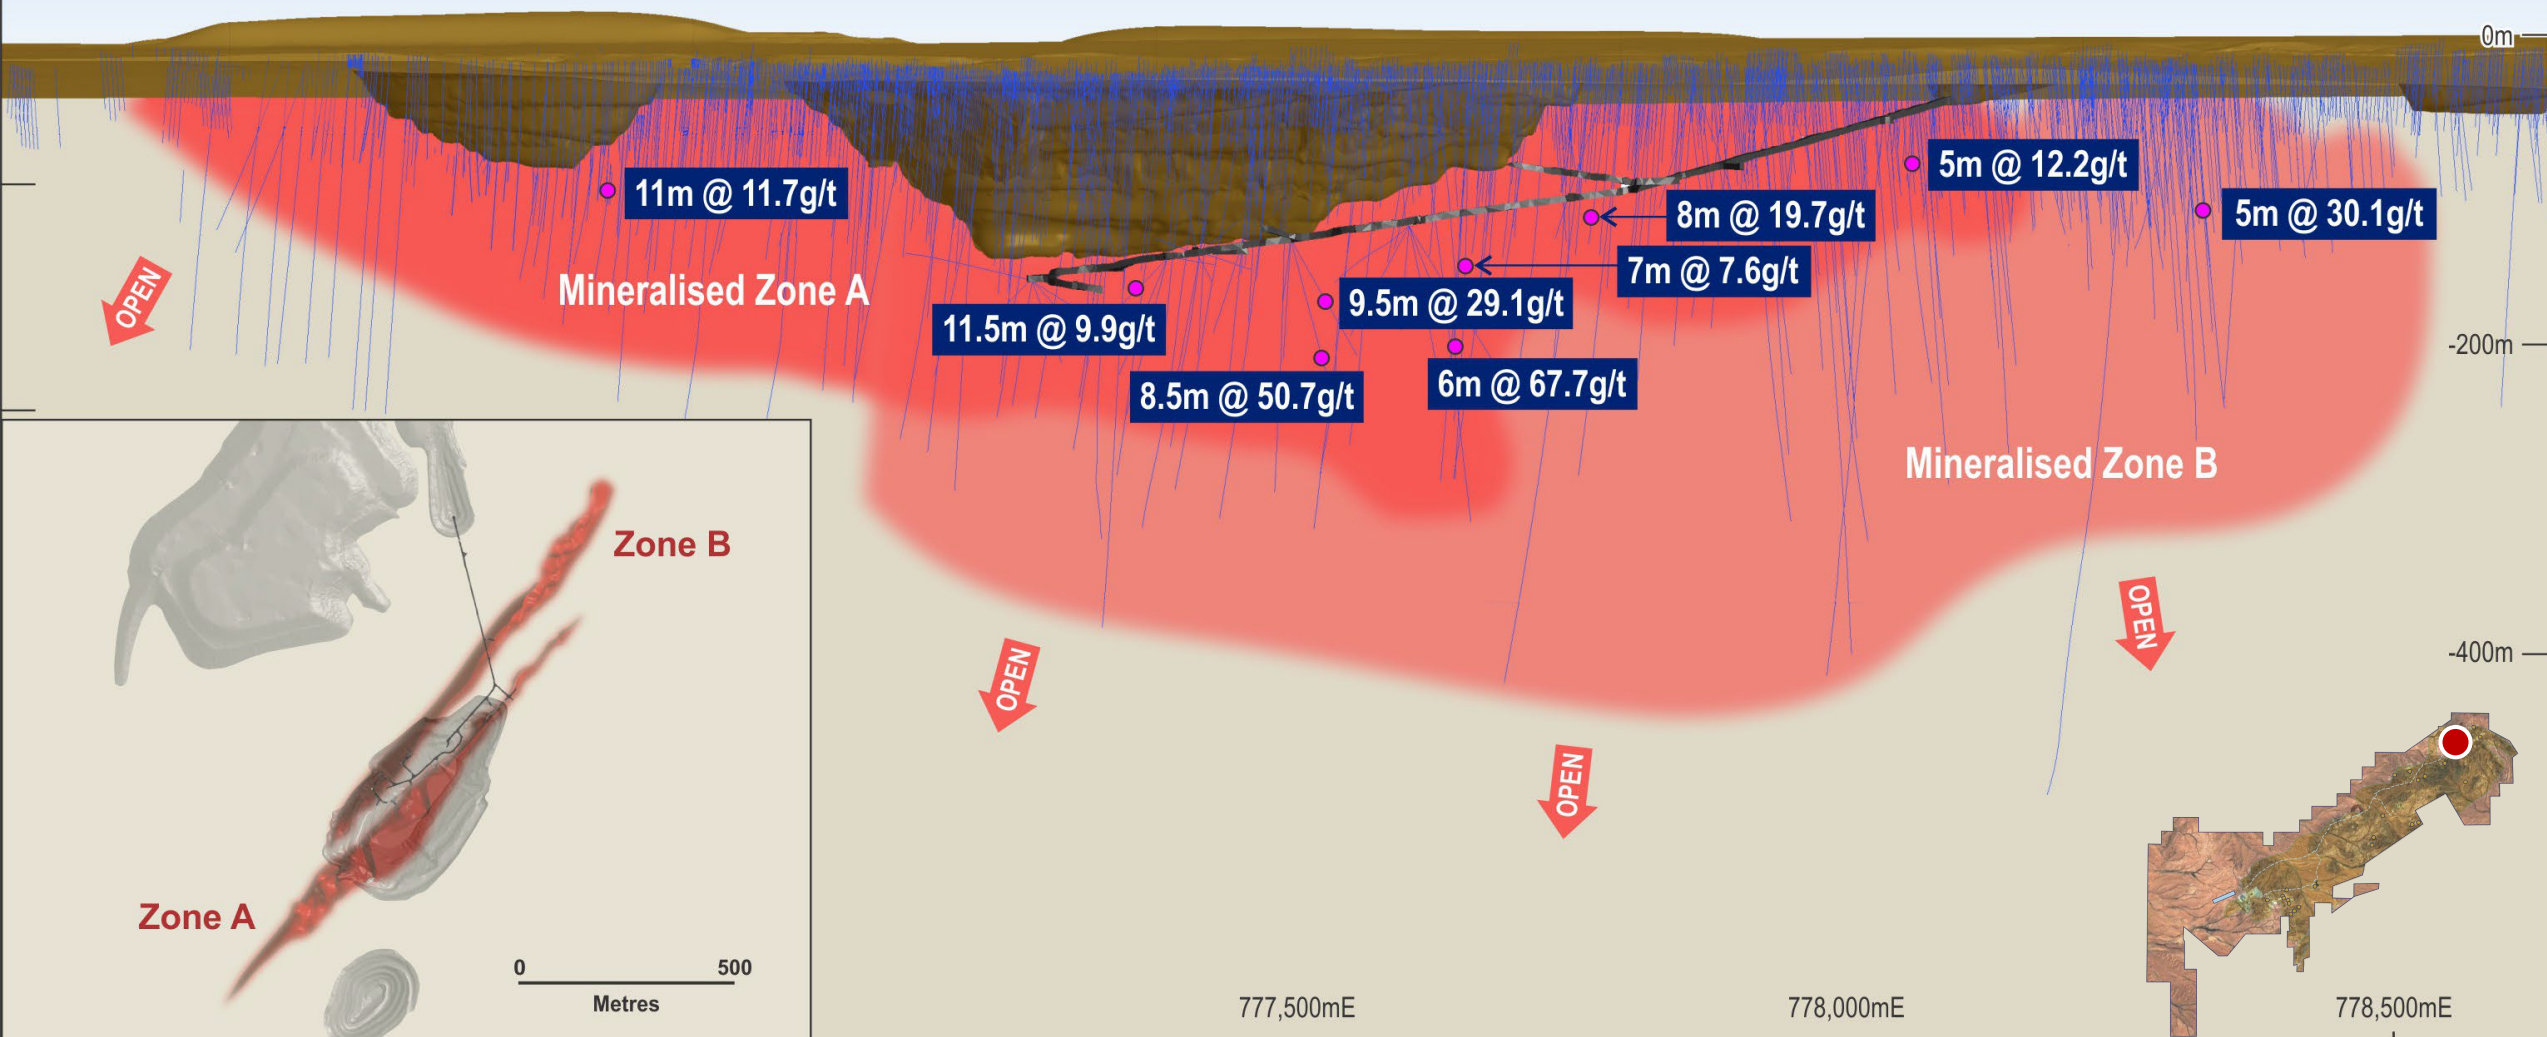 0m
11m @ 11.7g/t
5m @ 12.2g/t
8m @ 19.7g/t
5m @ 30.1g/t
7m @ 7.6g/t
Mineralised Zone A
9.5m @ 29.1g/t
11.5m @ 9.9g/t
OPEN
-200m
8.5m @ 50.7g/t
6m @ 67.7g/t
Mineralised Zone B
Zone B
OPEN
OPEN
-400m
OPEN
Zone A
0 500
Metres
777,500mE
778,000mE
778,500mE